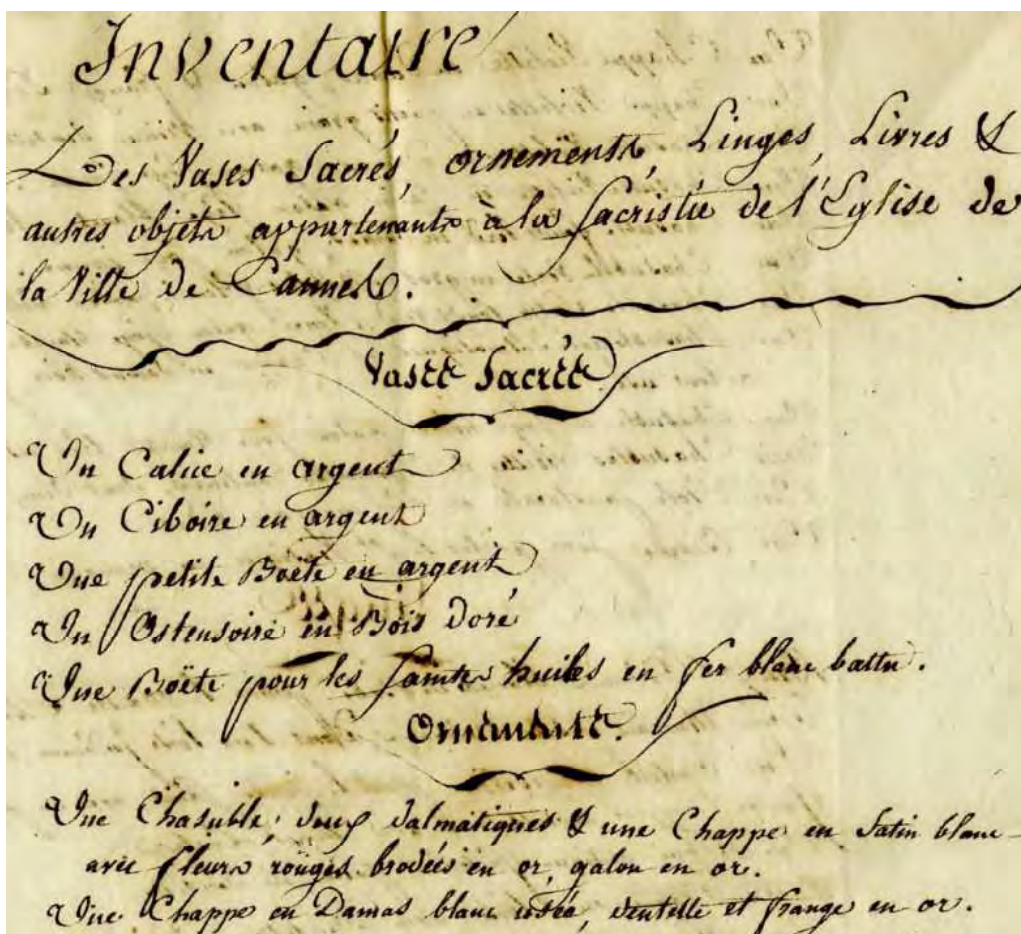 Inventaire
Des Vases Sacrés, ornements, Linges, Livres &
autres objets appartenants à la Sacristie de l'Eglise de
la Ville de Cannes.
Vases Sacrés
Un Calice en argent
Un Ciboire en argent
Une petite Boëte en argent
Un Ostensoire en Bois doré
Une Boëte pour les saintes huiles en fer blanc battu.
Ornements.
Une Chasuble, deux dalmatiques & une Chappe en Satin blanc
avec fleurs rouges brodées en or, galon en or.
Une Chappe en Damas blanc usée, dentelle et frange en or.